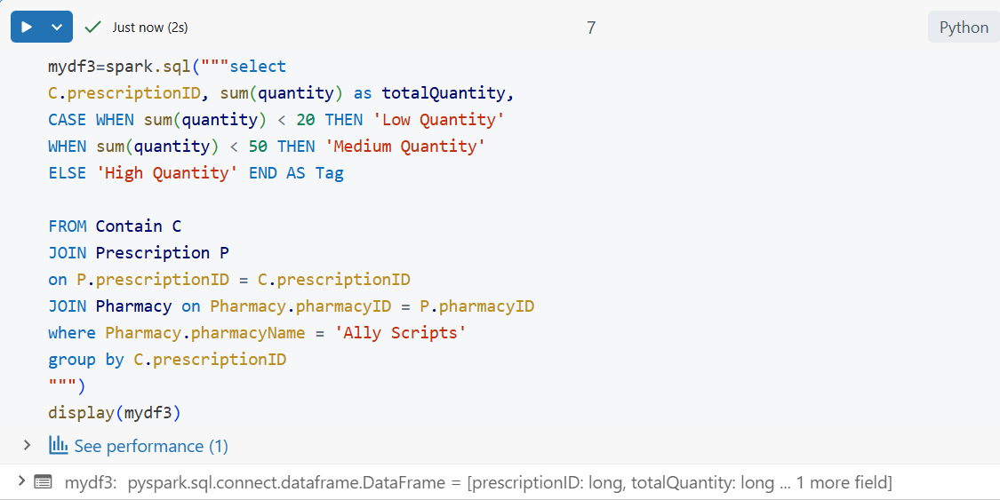 Just now (2s)
7
Python
mydf3=spark.sql("""select
C.prescriptionID, sum(quantity) as totalQuantity,
CASE WHEN sum(quantity) < 20 THEN 'Low Quantity'
WHEN sum(quantity) < 50 THEN 'Medium Quantity'
ELSE 'High Quantity' END AS Tag
FROM Contain C
JOIN Prescription P
on P.prescriptionID = C.prescriptionID
JOIN Pharmacy on Pharmacy.pharmacyID = P.pharmacyID
where Pharmacy.pharmacyName = 'Ally Scripts'
group by C.prescriptionID
""")
display(mydf3)
See performance (1)
mydf3: pyspark.sql.connect.dataframe.DataFrame = [prescriptionID: long, totalQuantity: long ... 1 more field]